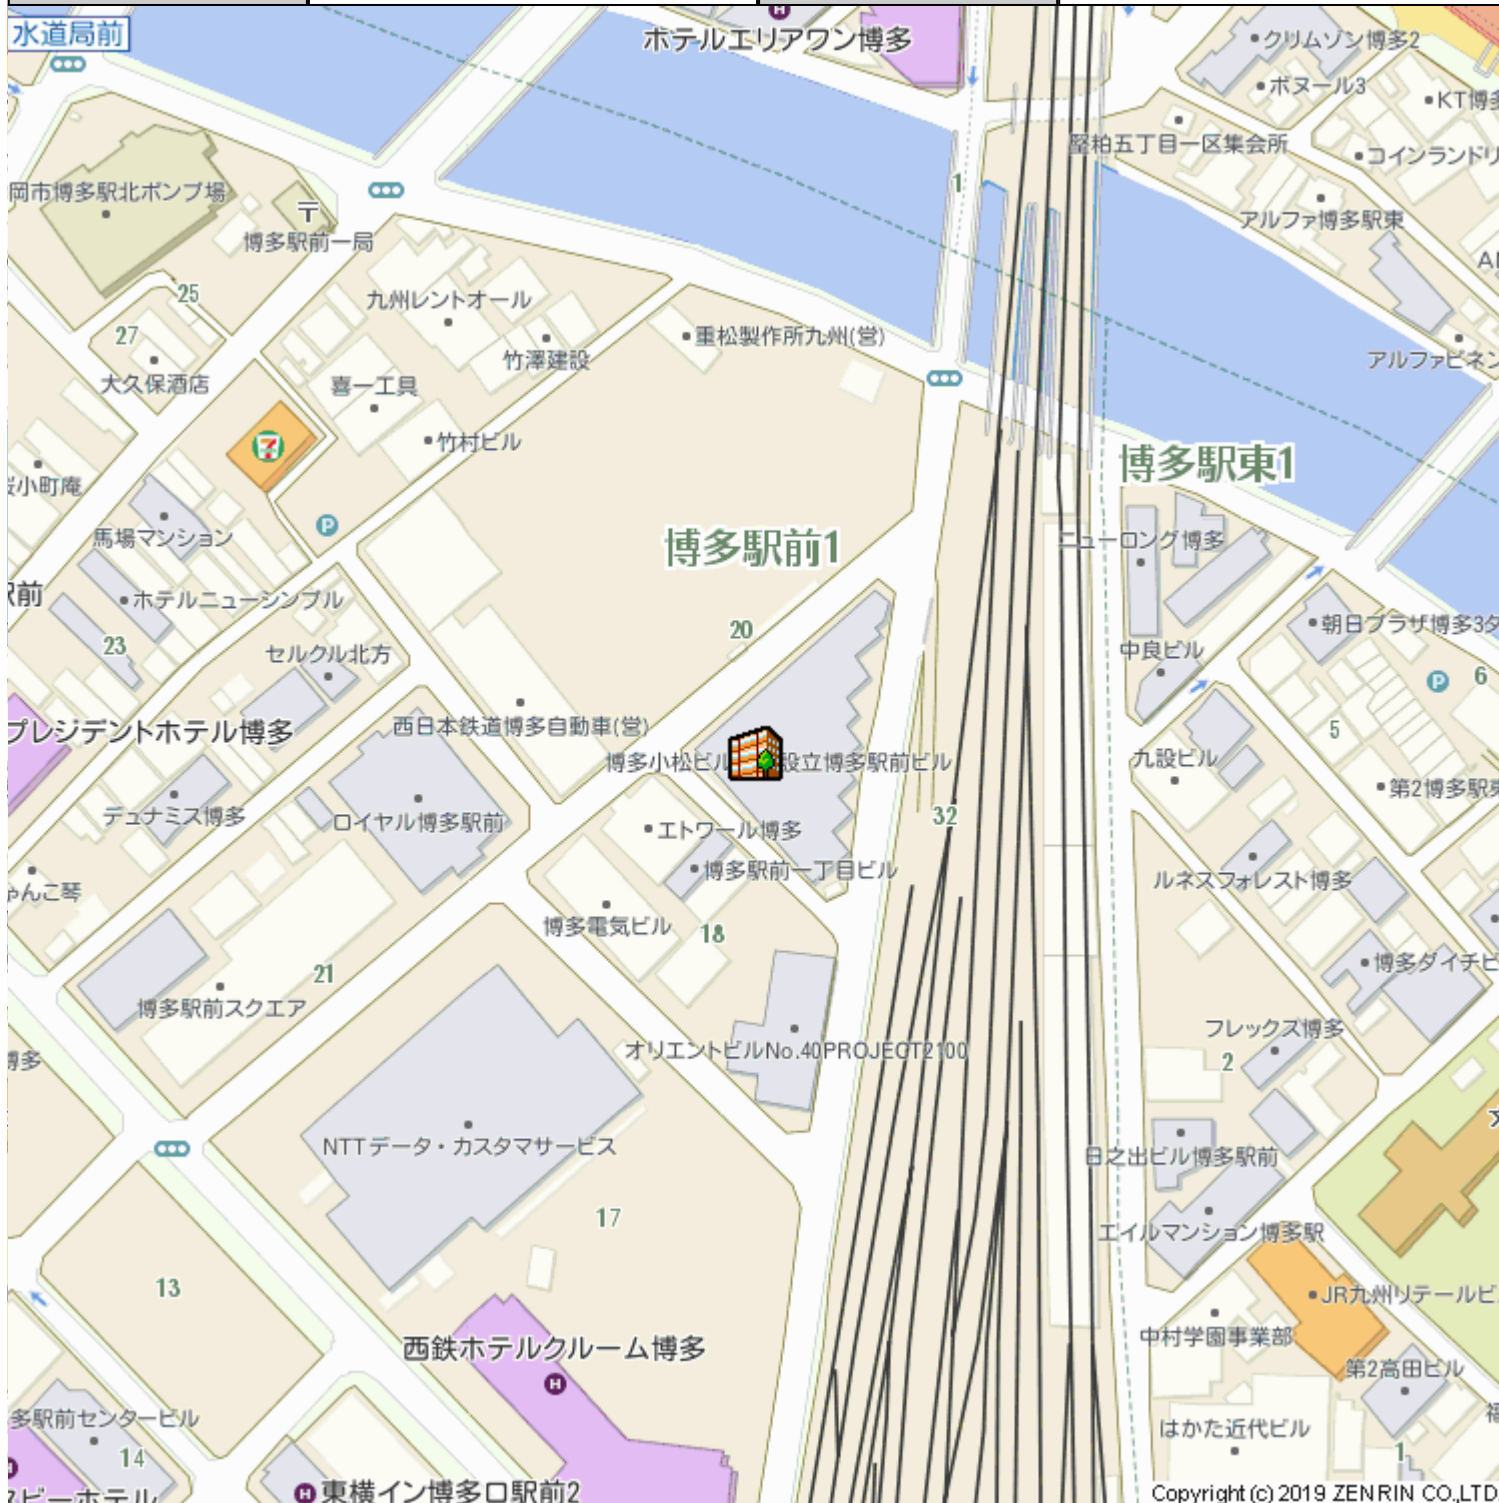 水道局前
ホテルエリアワン博多
クリムゾン博多2
ボヌール3
KT博多
堅粕五丁目一区集会所
コインランドリ
岡市博多駅北ポンプ場
1
アルファ博多駅東
〒
博多駅前一局
25
九州レントオール
27
重松製作所九州(営)
竹澤建設
アルファピネン
大久保酒店
喜一工具
竹村ビル
7
博多駅東1
小町庵
P
馬場マンション
ニューロング博多
博多駅前1
駅前
ホテルニューシンプル
朝日プラザ博多3タ
23
20
セルクル北方
中良ビル
6
P
プレジデントホテル博多
西日本鉄道博多自動車(営)
5
博多小松ビル
設立博多駅前ビル
九設ビル
第2博多駅東
デュナミス博多
ロイヤル博多駅前
エトワール博多
32
博多駅前一丁目ビル
ルネスフォレスト博多
ゃんこ琴
博多電気ビル
18
博多ダイチビ
21
博多駅前スクエア
フレックス博多
博多
オリエントビルNo.40PROJECT2100
2
NTTデータ・カスタマサービス
日之出ビル博多駅前
17
エイルマンション博多駅
13
JR九州リテールビ
中村学園事業部
西鉄ホテルクルーム博多
第2高田ビル
H
多駅前センタービル
はかた近代ビル
福
14
1
ビーホテル
H
東横イン博多口駅前2
Copyright (c) 2019 ZENRIN CO.,LTD